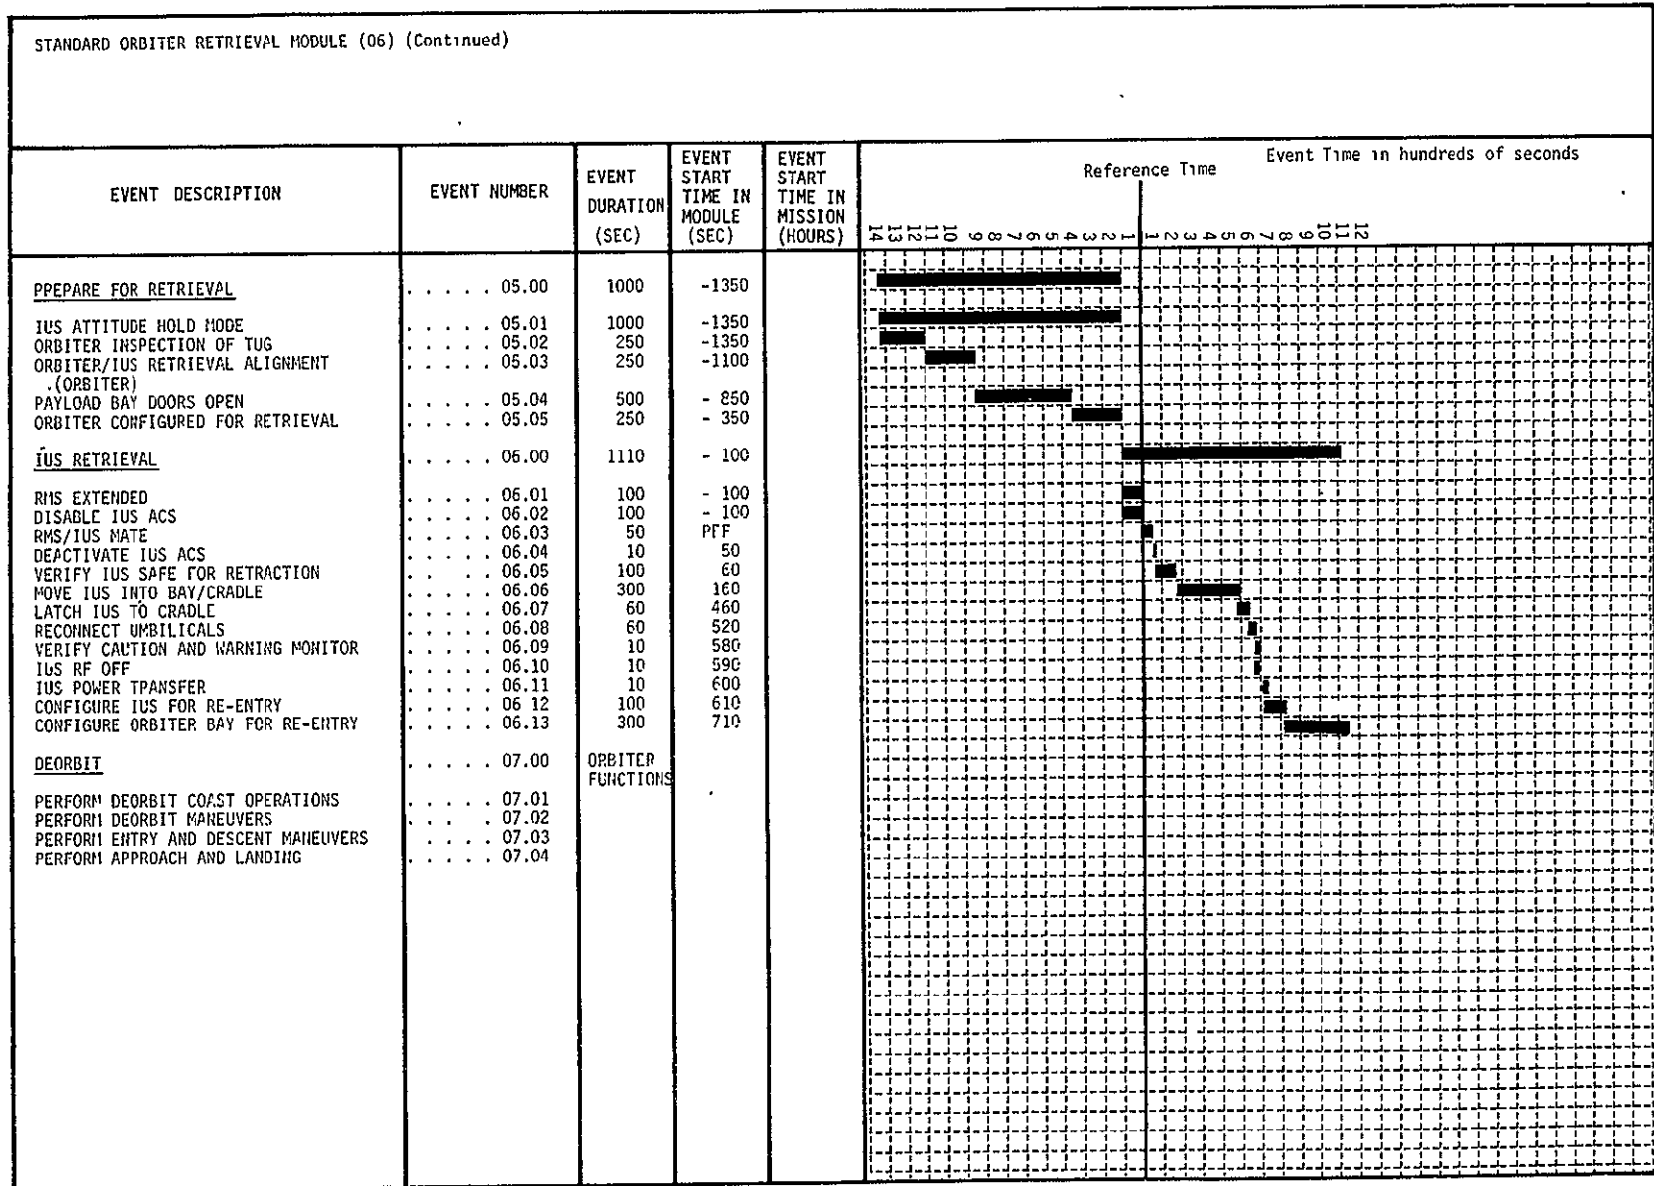 STANDARD ORBITER RETRIEVAL MODULE (06) (Continued)
EVENT DESCRIPTION
EVENT NUMBER
EVENT DURATION (SEC)
EVENT START TIME IN MODULE (SEC)
EVENT START TIME IN MISSION (HOURS)
Reference Time
Event Time in hundreds of seconds
14 13 12 11 10 9 8 7 6 5 4 3 2 1 1 2 3 4 5 6 7 8 9 10 11 12
PPEPARE FOR RETRIEVAL . . . . . 05.00 1000 -1350
IUS ATTITUDE HOLD MODE . . . . . 05.01 1000 -1350
ORBITER INSPECTION OF TUG . . . . . 05.02 250 -1350
ORBITER/IUS RETRIEVAL ALIGNMENT . . . . . 05.03 250 -1100
.(ORBITER)
PAYLOAD BAY DOORS OPEN . . . . . 05.04 500 - 850
ORBITER CONFIGURED FOR RETRIEVAL . . . . . 05.05 250 - 350
IUS RETRIEVAL . . . . . 06.00 1110 - 100
RMS EXTENDED . . . . . 06.01 100 - 100
DISABLE IUS ACS . . . . . 06.02 100 - 100
RMS/IUS MATE . . . . . 06.03 50 PFF
DEACTIVATE IUS ACS . . . . . 06.04 10 50
VERIFY IUS SAFE FOR RETRACTION . . . . 06.05 100 60
MOVE IUS INTO BAY/CRADLE . . . . . 06.06 300 160
LATCH IUS TO CRADLE . . . . . 06.07 60 460
RECONNECT UMBILICALS . . . . . 06.08 60 520
VERIFY CAUTION AND WARNING MONITOR . . . . . 06.09 10 580
IUS RF OFF . . . . . 06.10 10 590
IUS POWER TPANSFER . . . . . 06.11 10 600
CONFIGURE IUS FOR RE-ENTRY . . . . . 06 12 100 610
CONFIGURE ORBITER BAY FOR RE-ENTRY . . . . . 06.13 300 710
DEORBIT . . . . . 07.00 ORBITER
FUNCTIONS
PERFORM DEORBIT COAST OPERATIONS . . . . . 07.01
PERFORM DEORBIT MANEUVERS . . . . . 07.02
PERFORM ENTRY AND DESCENT MANEUVERS . . . . . 07.03
PERFORM APPROACH AND LANDING . . . . . 07.04